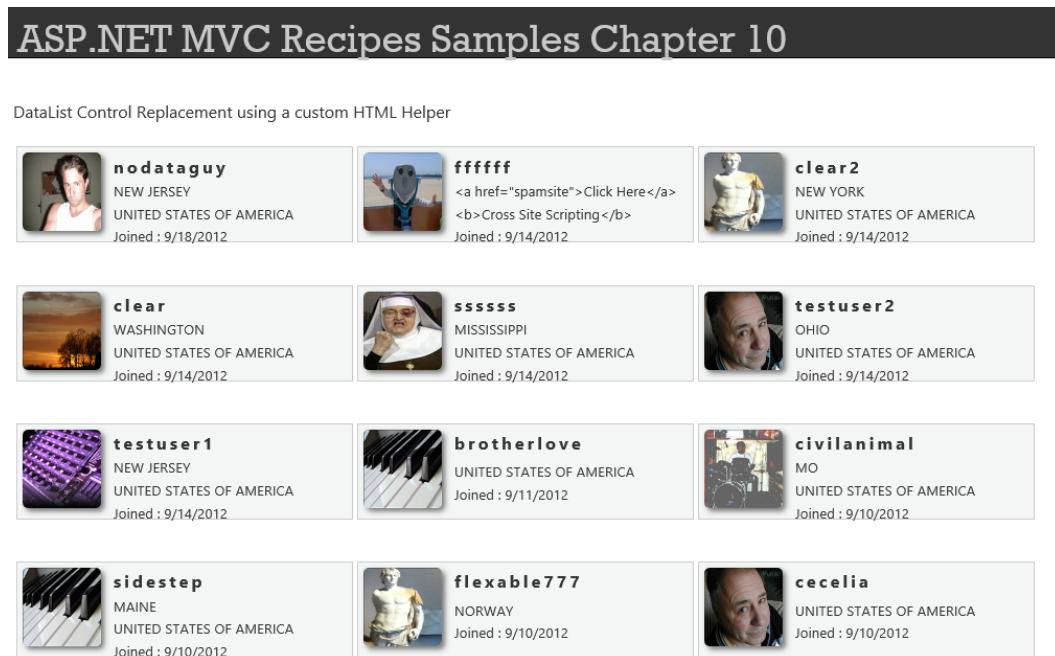 ASP.NET MVC Recipes Samples Chapter 10
DataList Control Replacement using a custom HTML Helper
nodataguy
NEW JERSEY
UNITED STATES OF AMERICA
Joined : 9/18/2012
ffffff
<a href="spamsite">Click Here</a>
<b>Cross Site Scripting</b>
Joined : 9/14/2012
clear2
NEW YORK
UNITED STATES OF AMERICA
Joined : 9/14/2012
clear
WASHINGTON
UNITED STATES OF AMERICA
Joined : 9/14/2012
ssssss
MISSISSIPPI
UNITED STATES OF AMERICA
Joined : 9/14/2012
testuser2
OHIO
UNITED STATES OF AMERICA
Joined : 9/14/2012
testuser1
NEW JERSEY
UNITED STATES OF AMERICA
Joined : 9/14/2012
brotherlove
UNITED STATES OF AMERICA
Joined : 9/11/2012
civilanimal
MO
UNITED STATES OF AMERICA
Joined : 9/10/2012
sidestep
MAINE
UNITED STATES OF AMERICA
Joined : 9/10/2012
flexable777
NORWAY
Joined : 9/10/2012
cecelia
UNITED STATES OF AMERICA
Joined : 9/10/2012